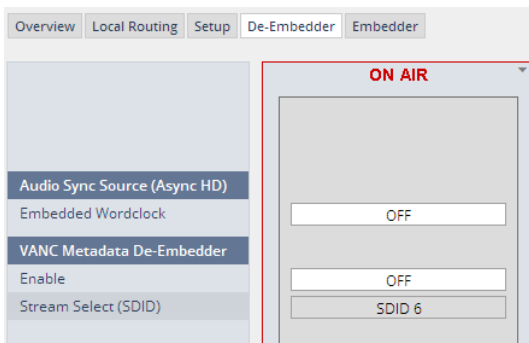 Overview Local Routing Setup De-Embedder Embedder
ON AIR
Audio Sync Source (Async HD)
Embedded Wordclock OFF
VANC Metadata De-Embedder
Enable OFF
Stream Select (SDID) SDID 6